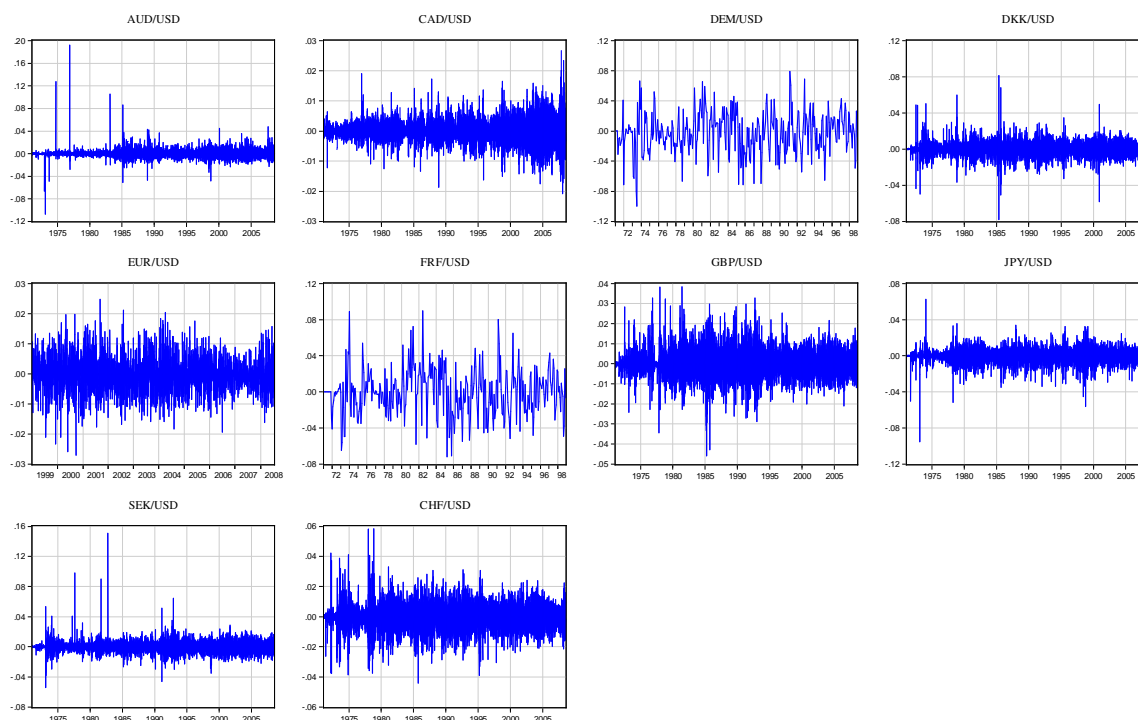 AUD/USD CAD/USD DEM/USD DKK/USD
.20 .03 .12 .12
.16 .02 .08 .08
.12 .01 .04 .04
.08 .00 .00 .00
.04 -.01 -.04 -.04
.00 -.02 -.08 -.08
-.04 -.03 -.12
-.08
-.12
1975 1980 1985 1990 1995 2000 2005 1975 1980 1985 1990 1995 2000 2005 72 74 76 78 80 82 84 86 88 90 92 94 96 98 1975 1980 1985 1990 1995 2000 2005
EUR/USD FRF/USD GBP/USD JPY/USD
.03 .12 .04 .08
.02 .08 .03 .04
.01 .04 .02 .00
.00 .00 .01 -.04
-.01 -.04 .00 -.08
-.02 -.08 -.01 -.12
-.03 -.02
-.03
-.04
-.05
1999 2000 2001 2002 2003 2004 2005 2006 2007 2008 72 74 76 78 80 82 84 86 88 90 92 94 96 98 1975 1980 1985 1990 1995 2000 2005 1975 1980 1985 1990 1995 2000 2005
SEK/USD CHF/USD
.16 .06
.12 .04
.08 .02
.04 .00
.00 -.02
-.04 -.04
-.08 -.06
1975 1980 1985 1990 1995 2000 2005 1975 1980 1985 1990 1995 2000 2005